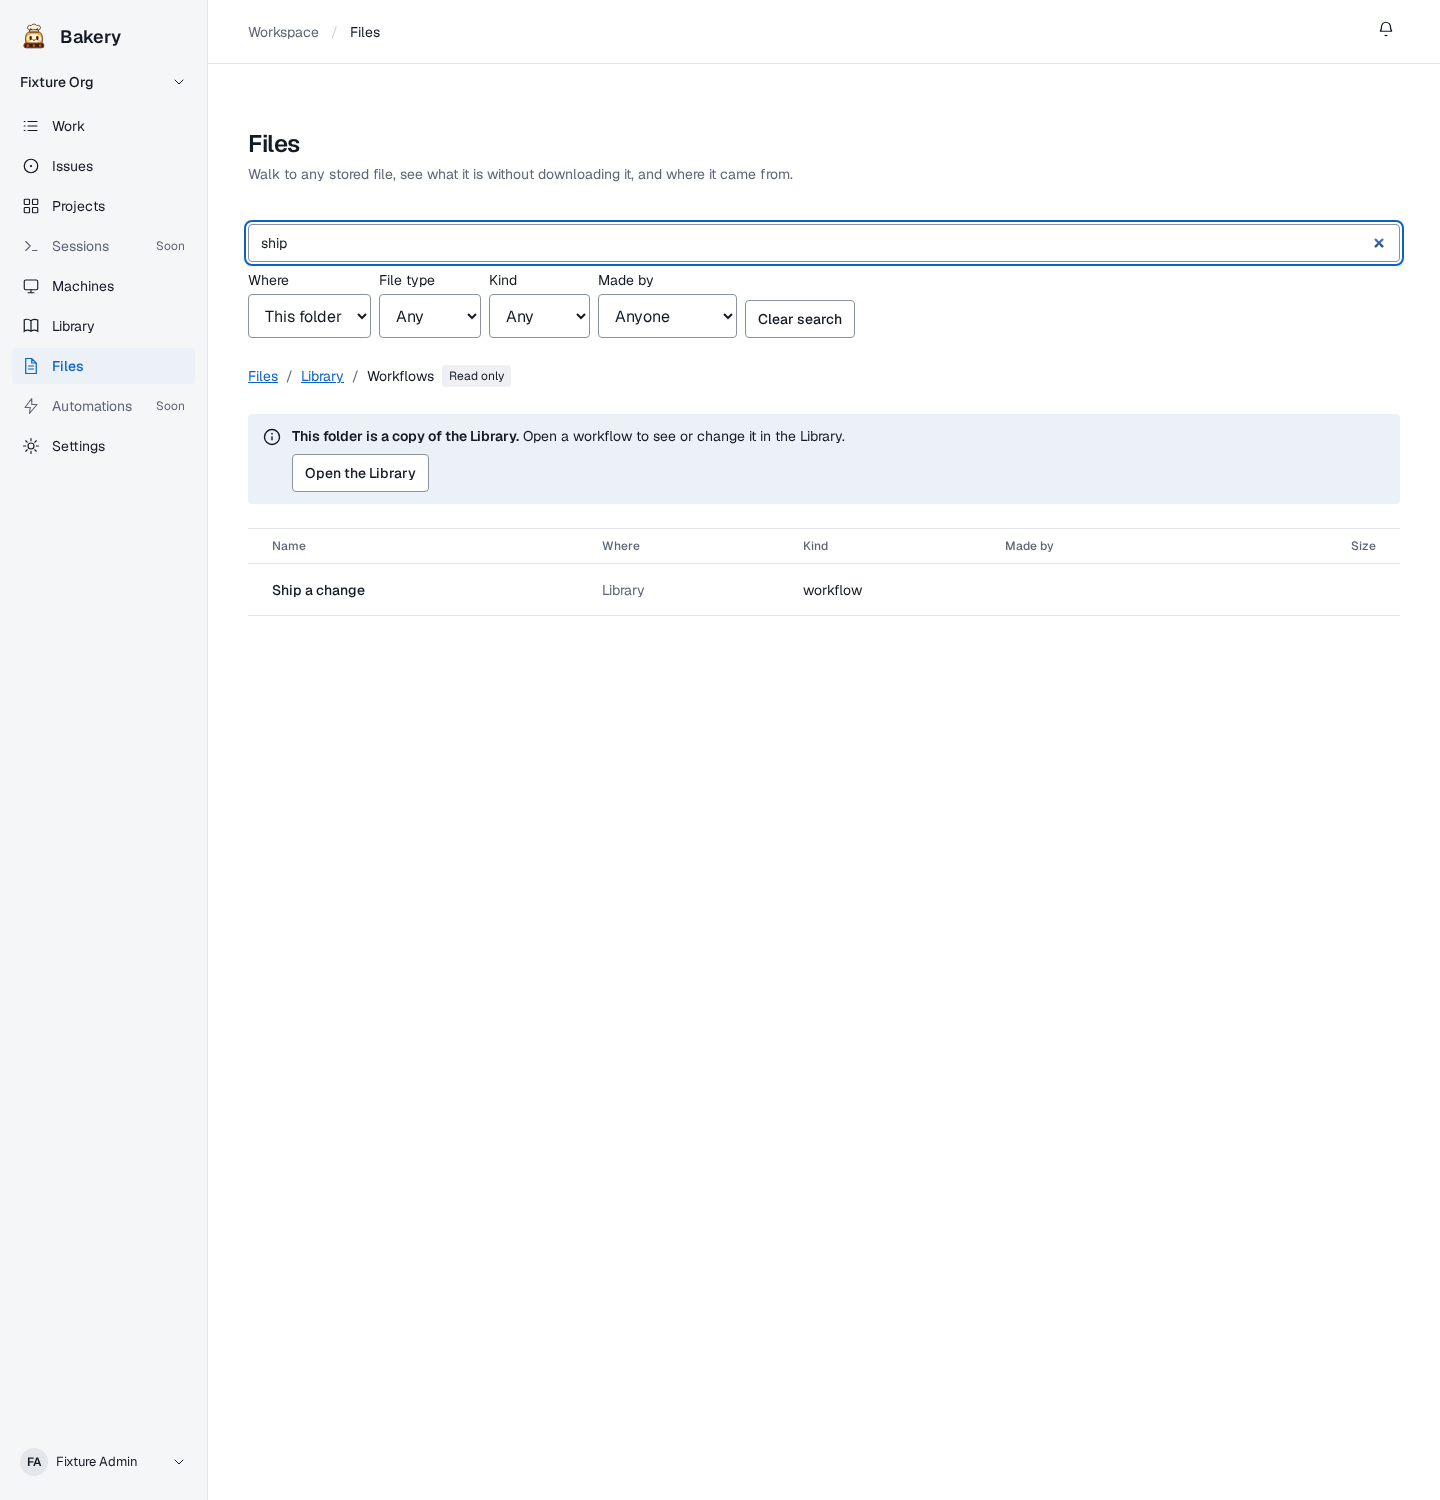 Bakery
Fixture Org
Work
Issues
Projects
Sessions Soon
Machines
Library
Files
Automations Soon
Settings
FA Fixture Admin
Workspace / Files
Files
Walk to any stored file, see what it is without downloading it, and where it came from.
ship
Where File type Kind Made by
This folder Any Any Anyone Clear search
Files / Library / Workflows Read only
This folder is a copy of the Library. Open a workflow to see or change it in the Library.
Open the Library
Name Where Kind Made by Size
Ship a change Library workflow